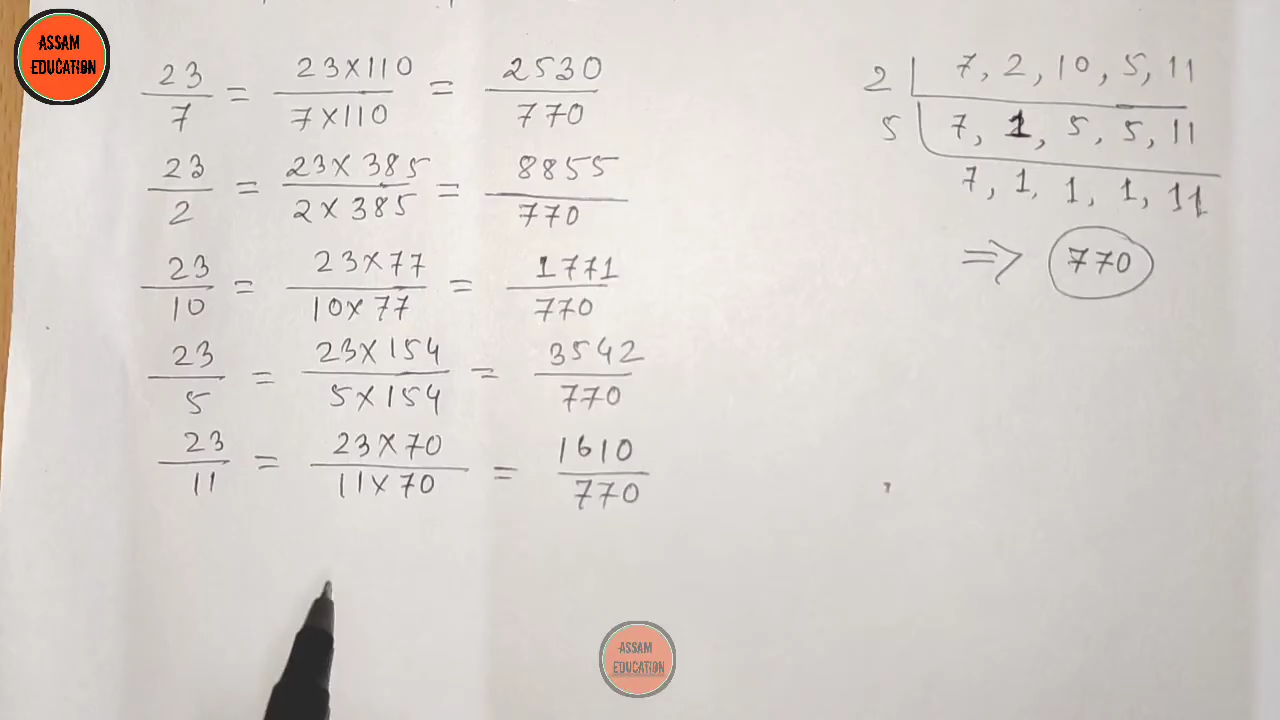 ASSAM
EDUCATION
23/7 = 23×110/7×110 = 2530/770
23/2 = 23×385/2×385 = 8855/770
23/10 = 23×77/10×77 = 1771/770
23/5 = 23×154/5×154 = 3542/770
23/11 = 23×70/11×70 = 1610/770
2 | 7, 2, 10, 5, 11
5 | 7, 1, 5, 5, 11
7, 1, 1, 1, 11
⇒ 770
ASSAM
EDUCATION